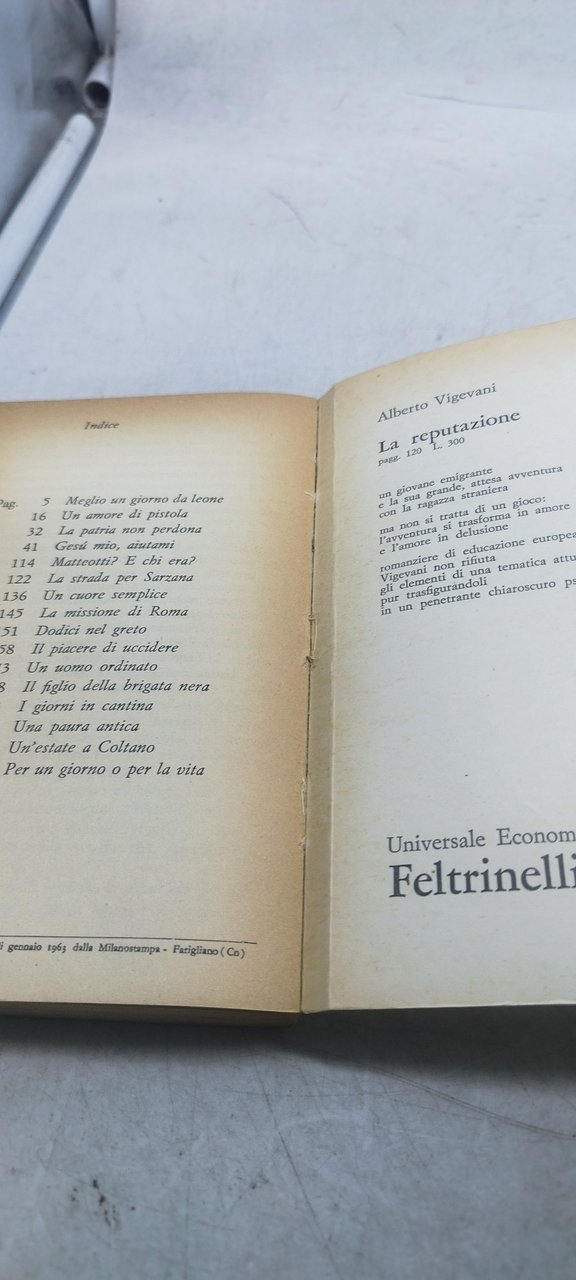 Indice
Pag. 5 Meglio un giorno da leone
16 Un amore di pistola
32 La patria non perdona
41 Gesú mio, aiutami
114 Matteotti? E chi era?
122 La strada per Sarzana
136 Un cuore semplice
145 La missione di Roma
151 Dodici nel greto
58 Il piacere di uccidere
3 Un uomo ordinato
8 Il figlio della brigata nera
I giorni in cantina
Una paura antica
Un'estate a Coltano
Per un giorno o per la vita
di gennaio 1963 dalla Milanostampa - Farigliano (Cn)
Alberto Vigevani
La reputazione
pagg. 120 L. 300
un giovane emigrante
e la sua grande, attesa avventura
con la ragazza straniera
ma non si tratta di un gioco:
l'avventura si trasforma in amore
e l'amore in delusione
romanziere di educazione europea
Vigevani non rifiuta
gli elementi di una tematica attu
pur trasfigurandoli
in un penetrante chiaroscuro ps
Universale Econom
Feltrinelli